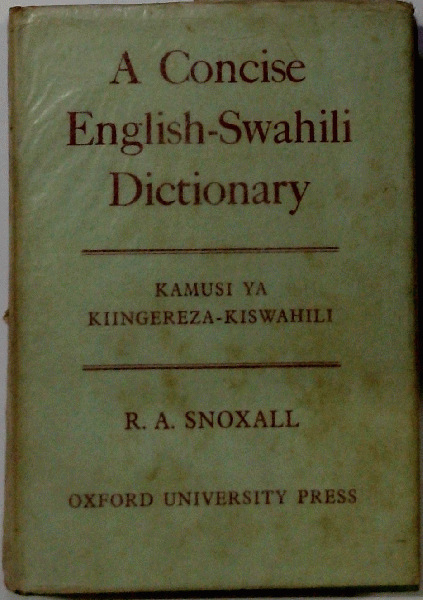 A Concise
English-Swahili
Dictionary
KAMUSI YA
KIINGEREZA-KISWAHILI
R. A. SNOXALL
OXFORD UNIVERSITY PRESS